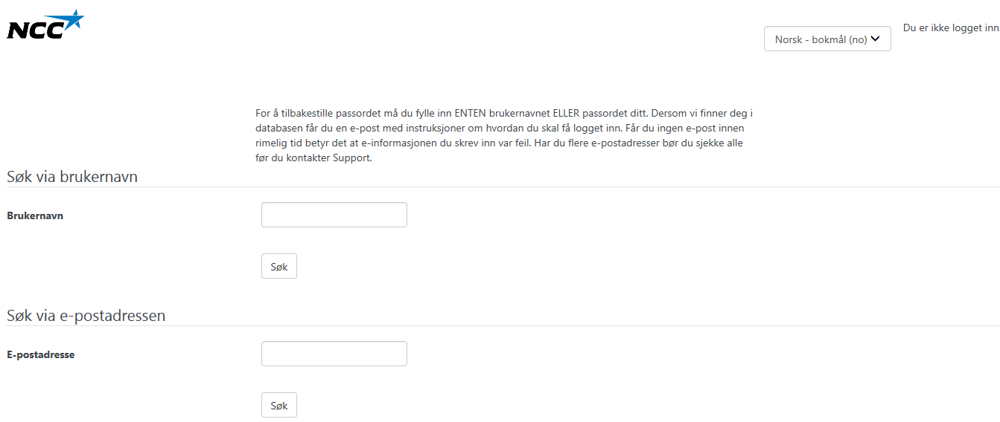 NCC
Norsk - bokmål (no)
Du er ikke logget inn
For å tilbakestille passordet må du fylle inn ENTEN brukernavnet ELLER passordet ditt. Dersom vi finner deg i
databasen får du en e-post med instruksjoner om hvordan du skal få logget inn. Får du ingen e-post innen
rimelig tid betyr det at e-informasjonen du skrev inn var feil. Har du flere e-postadresser bør du sjekke alle
før du kontakter Support.
Søk via brukernavn
Brukernavn
Søk
Søk via e-postadressen
E-postadresse
Søk